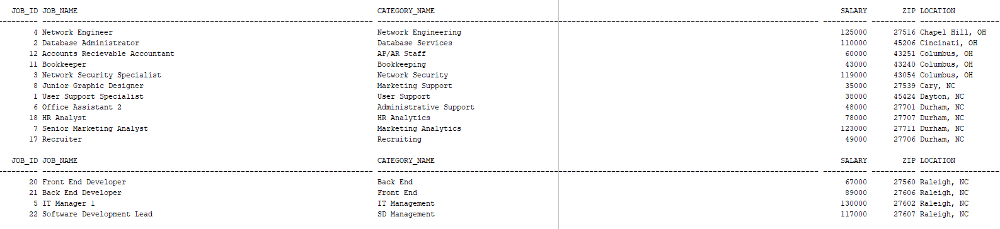 JOB_ID JOB_NAME CATEGORY_NAME SALARY ZIP LOCATION
4 Network Engineer Network Engineering 125000 27516 Chapel Hill, OH
2 Database Administrator Database Services 110000 45206 Cincinati, OH
12 Accounts Recievable Accountant AP/AR Staff 60000 43251 Columbus, OH
11 Bookkeeper Bookkeeping 43000 43240 Columbus, OH
3 Network Security Specialist Network Security 119000 43054 Columbus, OH
8 Junior Graphic Designer Marketing Support 35000 27539 Cary, NC
1 User Support Specialist User Support 38000 45424 Dayton, NC
6 Office Assistant 2 Administrative Support 48000 27701 Durham, NC
18 HR Analyst HR Analytics 78000 27707 Durham, NC
7 Senior Marketing Analyst Marketing Analytics 123000 27711 Durham, NC
17 Recruiter Recruiting 49000 27706 Durham, NC
JOB_ID JOB_NAME CATEGORY_NAME SALARY ZIP LOCATION
20 Front End Developer Back End 67000 27560 Raleigh, NC
21 Back End Developer Front End 89000 27606 Raleigh, NC
5 IT Manager 1 IT Management 130000 27602 Raleigh, NC
22 Software Development Lead SD Management 117000 27607 Raleigh, NC